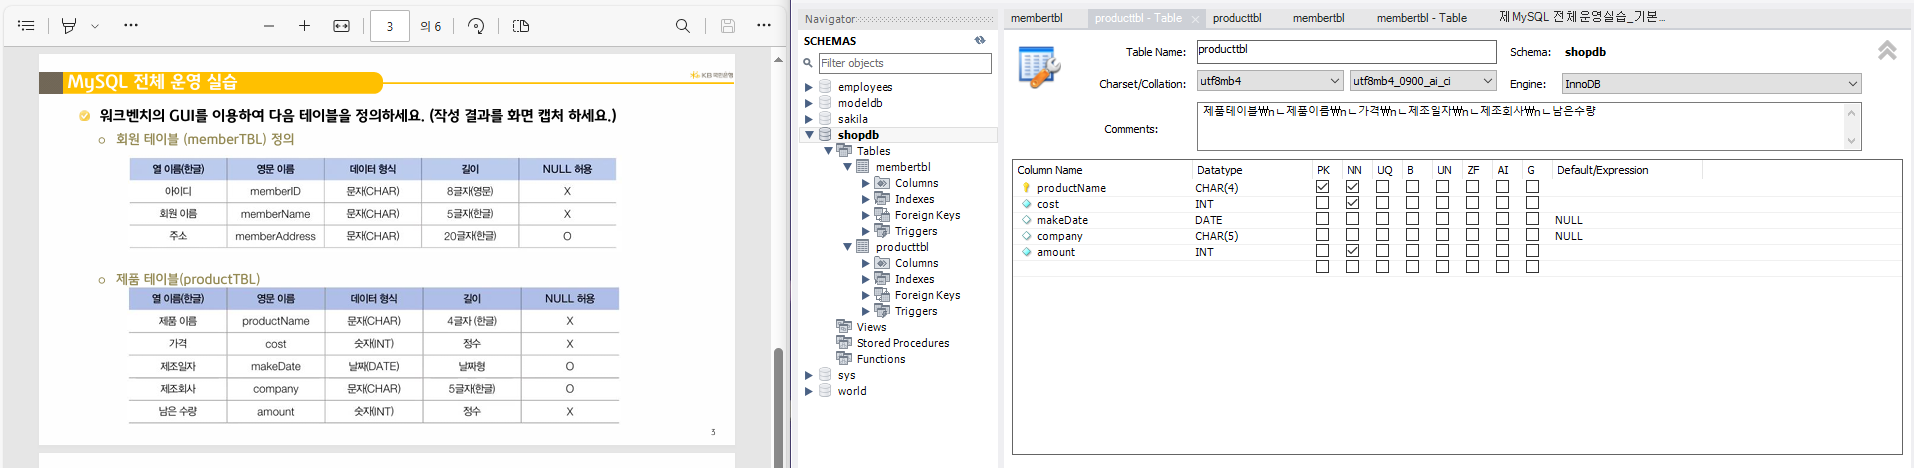 3 의 6
MySQL 전체 운영 실습
KB국민은행
워크벤치의 GUI를 이용하여 다음 테이블을 정의하세요. (작성 결과를 화면 캡처 하세요.)
회원 테이블 (memberTBL) 정의
열 이름(한글) 영문 이름 데이터 형식 길이 NULL 허용
아이디 memberID 문자(CHAR) 8글자(영문) X
회원 이름 memberName 문자(CHAR) 5글자(한글) X
주소 memberAddress 문자(CHAR) 20글자(한글) O
제품 테이블(productTBL)
열 이름(한글) 영문 이름 데이터 형식 길이 NULL 허용
제품 이름 productName 문자(CHAR) 4글자 (한글) X
가격 cost 숫자(INT) 정수 X
제조일자 makeDate 날짜(DATE) 날짜형 O
제조회사 company 문자(CHAR) 5글자(한글) O
남은 수량 amount 숫자(INT) 정수 X
3
Navigator
SCHEMAS
Filter objects
employees
modeldb
sakila
shopdb
Tables
membertbl
Columns
Indexes
Foreign Keys
Triggers
producttbl
Columns
Indexes
Foreign Keys
Triggers
Views
Stored Procedures
Functions
sys
world
membertbl producttbl - Table producttbl membertbl membertbl - Table 제MySQL 전체운영실습_기본...
Table Name: producttbl Schema: shopdb
Charset/Collation: utf8mb4 utf8mb4_0900_ai_ci Engine: InnoDB
Comments: 제품테이블₩nㄴ제품이름₩nㄴ가격₩nㄴ제조일자₩nㄴ제조회사₩nㄴ남은수량
Column Name Datatype PK NN UQ B UN ZF AI G Default/Expression
productName CHAR(4)
cost INT
makeDate DATE NULL
company CHAR(5) NULL
amount INT